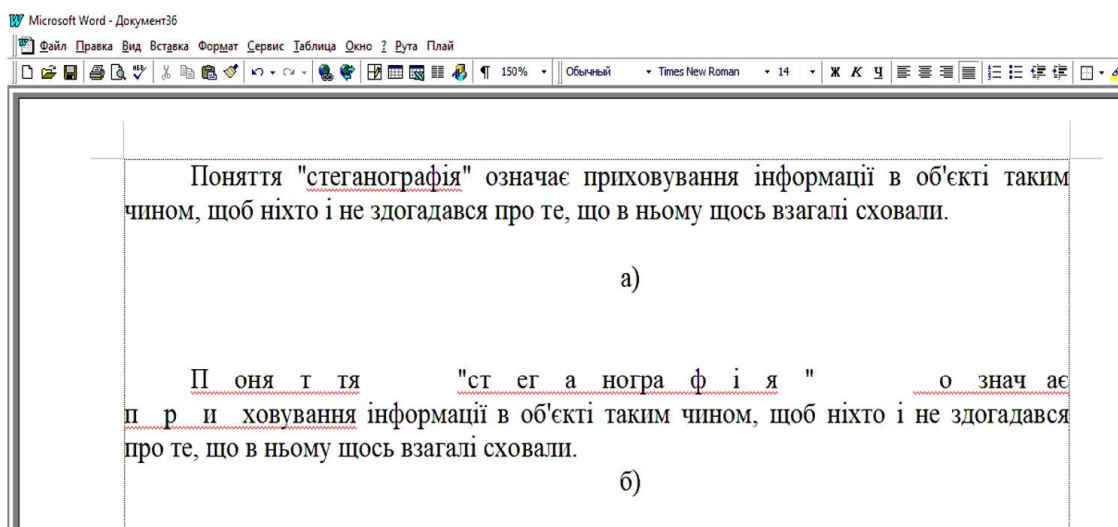 Microsoft Word - Документ36
Файл Правка Вид Вставка Формат Сервис Таблица Окно ? Рута Плай
150% Обычный Times New Roman 14 Ж К Ч
Поняття "стеганографія" означає приховування інформації в об'єкті таким
чином, щоб ніхто і не здогадався про те, що в ньому щось взагалі сховали.
а)
П оня т тя "ст ег а ногра ф і я " о знач ає
п р и ховування інформації в об'єкті таким чином, щоб ніхто і не здогадався
про те, що в ньому щось взагалі сховали.
б)